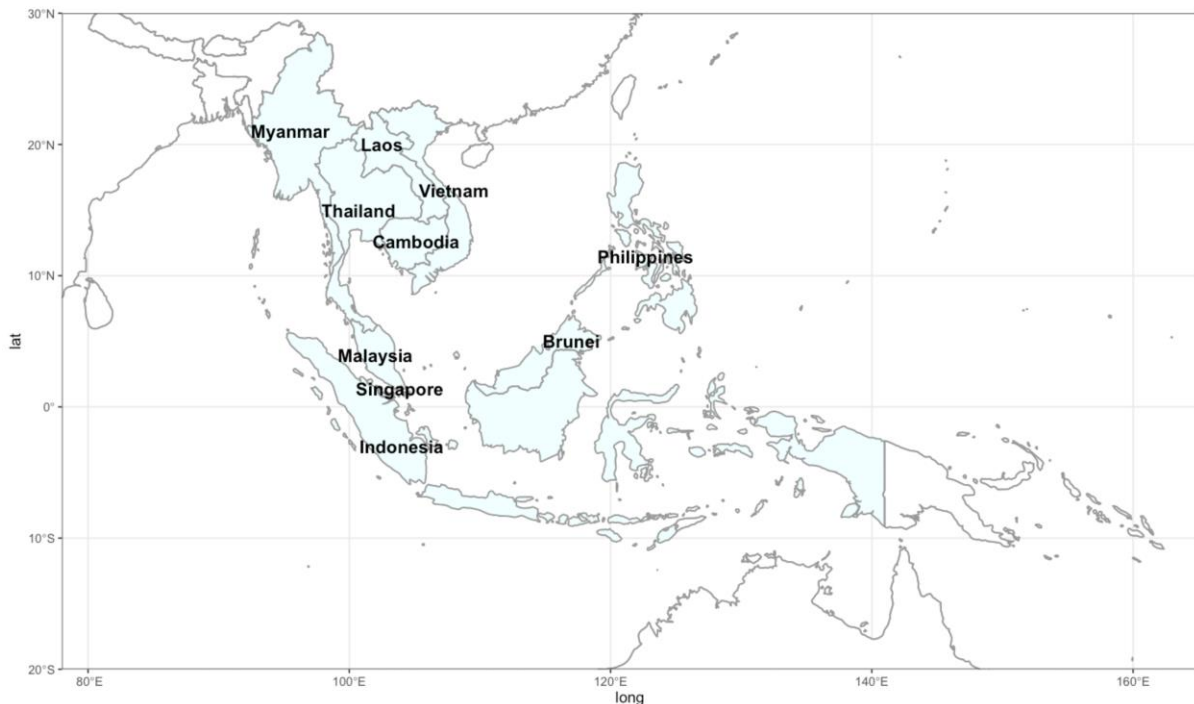 30°N
Myanmar
20°N
Laos
Vietnam
Thailand
Cambodia
Philippines
10°N
lat
Brunei
Malaysia
Singapore
0°
Indonesia
10°S
20°S
80°E 100°E 120°E 140°E 160°E
long